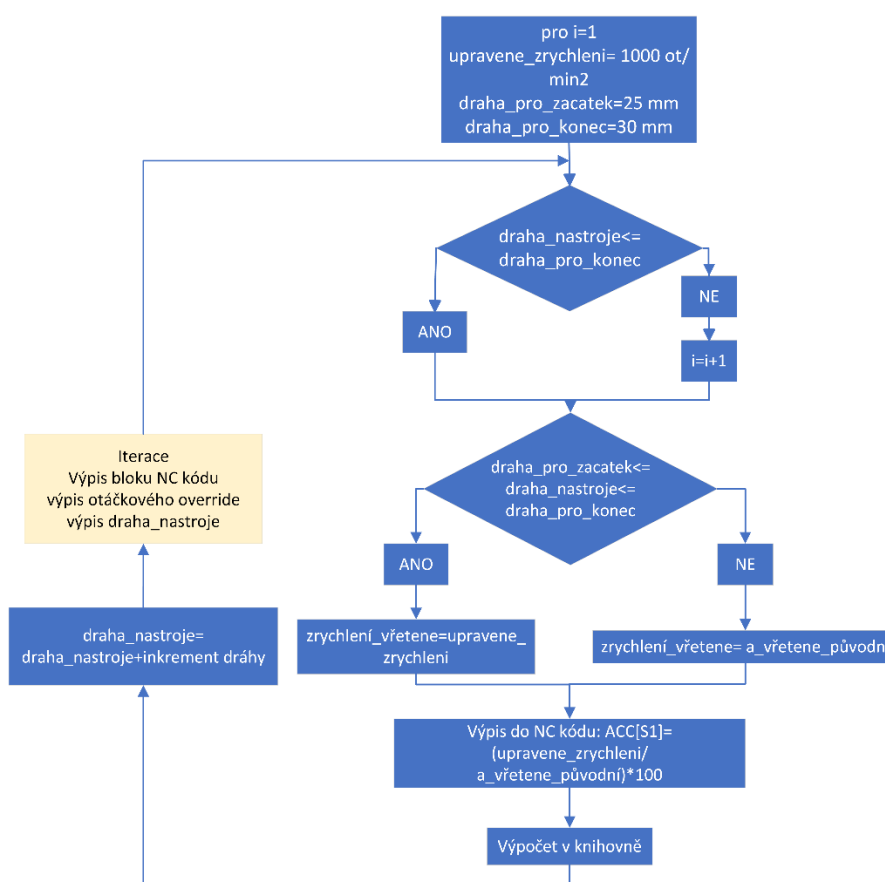 pro i=1
upravene_zrychleni= 1000 ot/
min2
draha_pro_zacatek=25 mm
draha_pro_konec=30 mm
draha_nastroje<=
draha_pro_konec
ANO
NE
i=i+1
draha_pro_zacatek<=
draha_nastroje<=
draha_pro_konec
ANO
NE
zrychlení_vřetene=upravene_
zrychleni
zrychlení_vřetene= a_vřetene_původn
Výpis do NC kódu: ACC[S1]=
(upravene_zrychleni/
a_vřetene_původní)*100
Výpočet v knihovně
draha_nastroje=
draha_nastroje+inkrement dráhy
Iterace
Výpis bloku NC kódu
výpis otáčkového override
výpis draha_nastroje